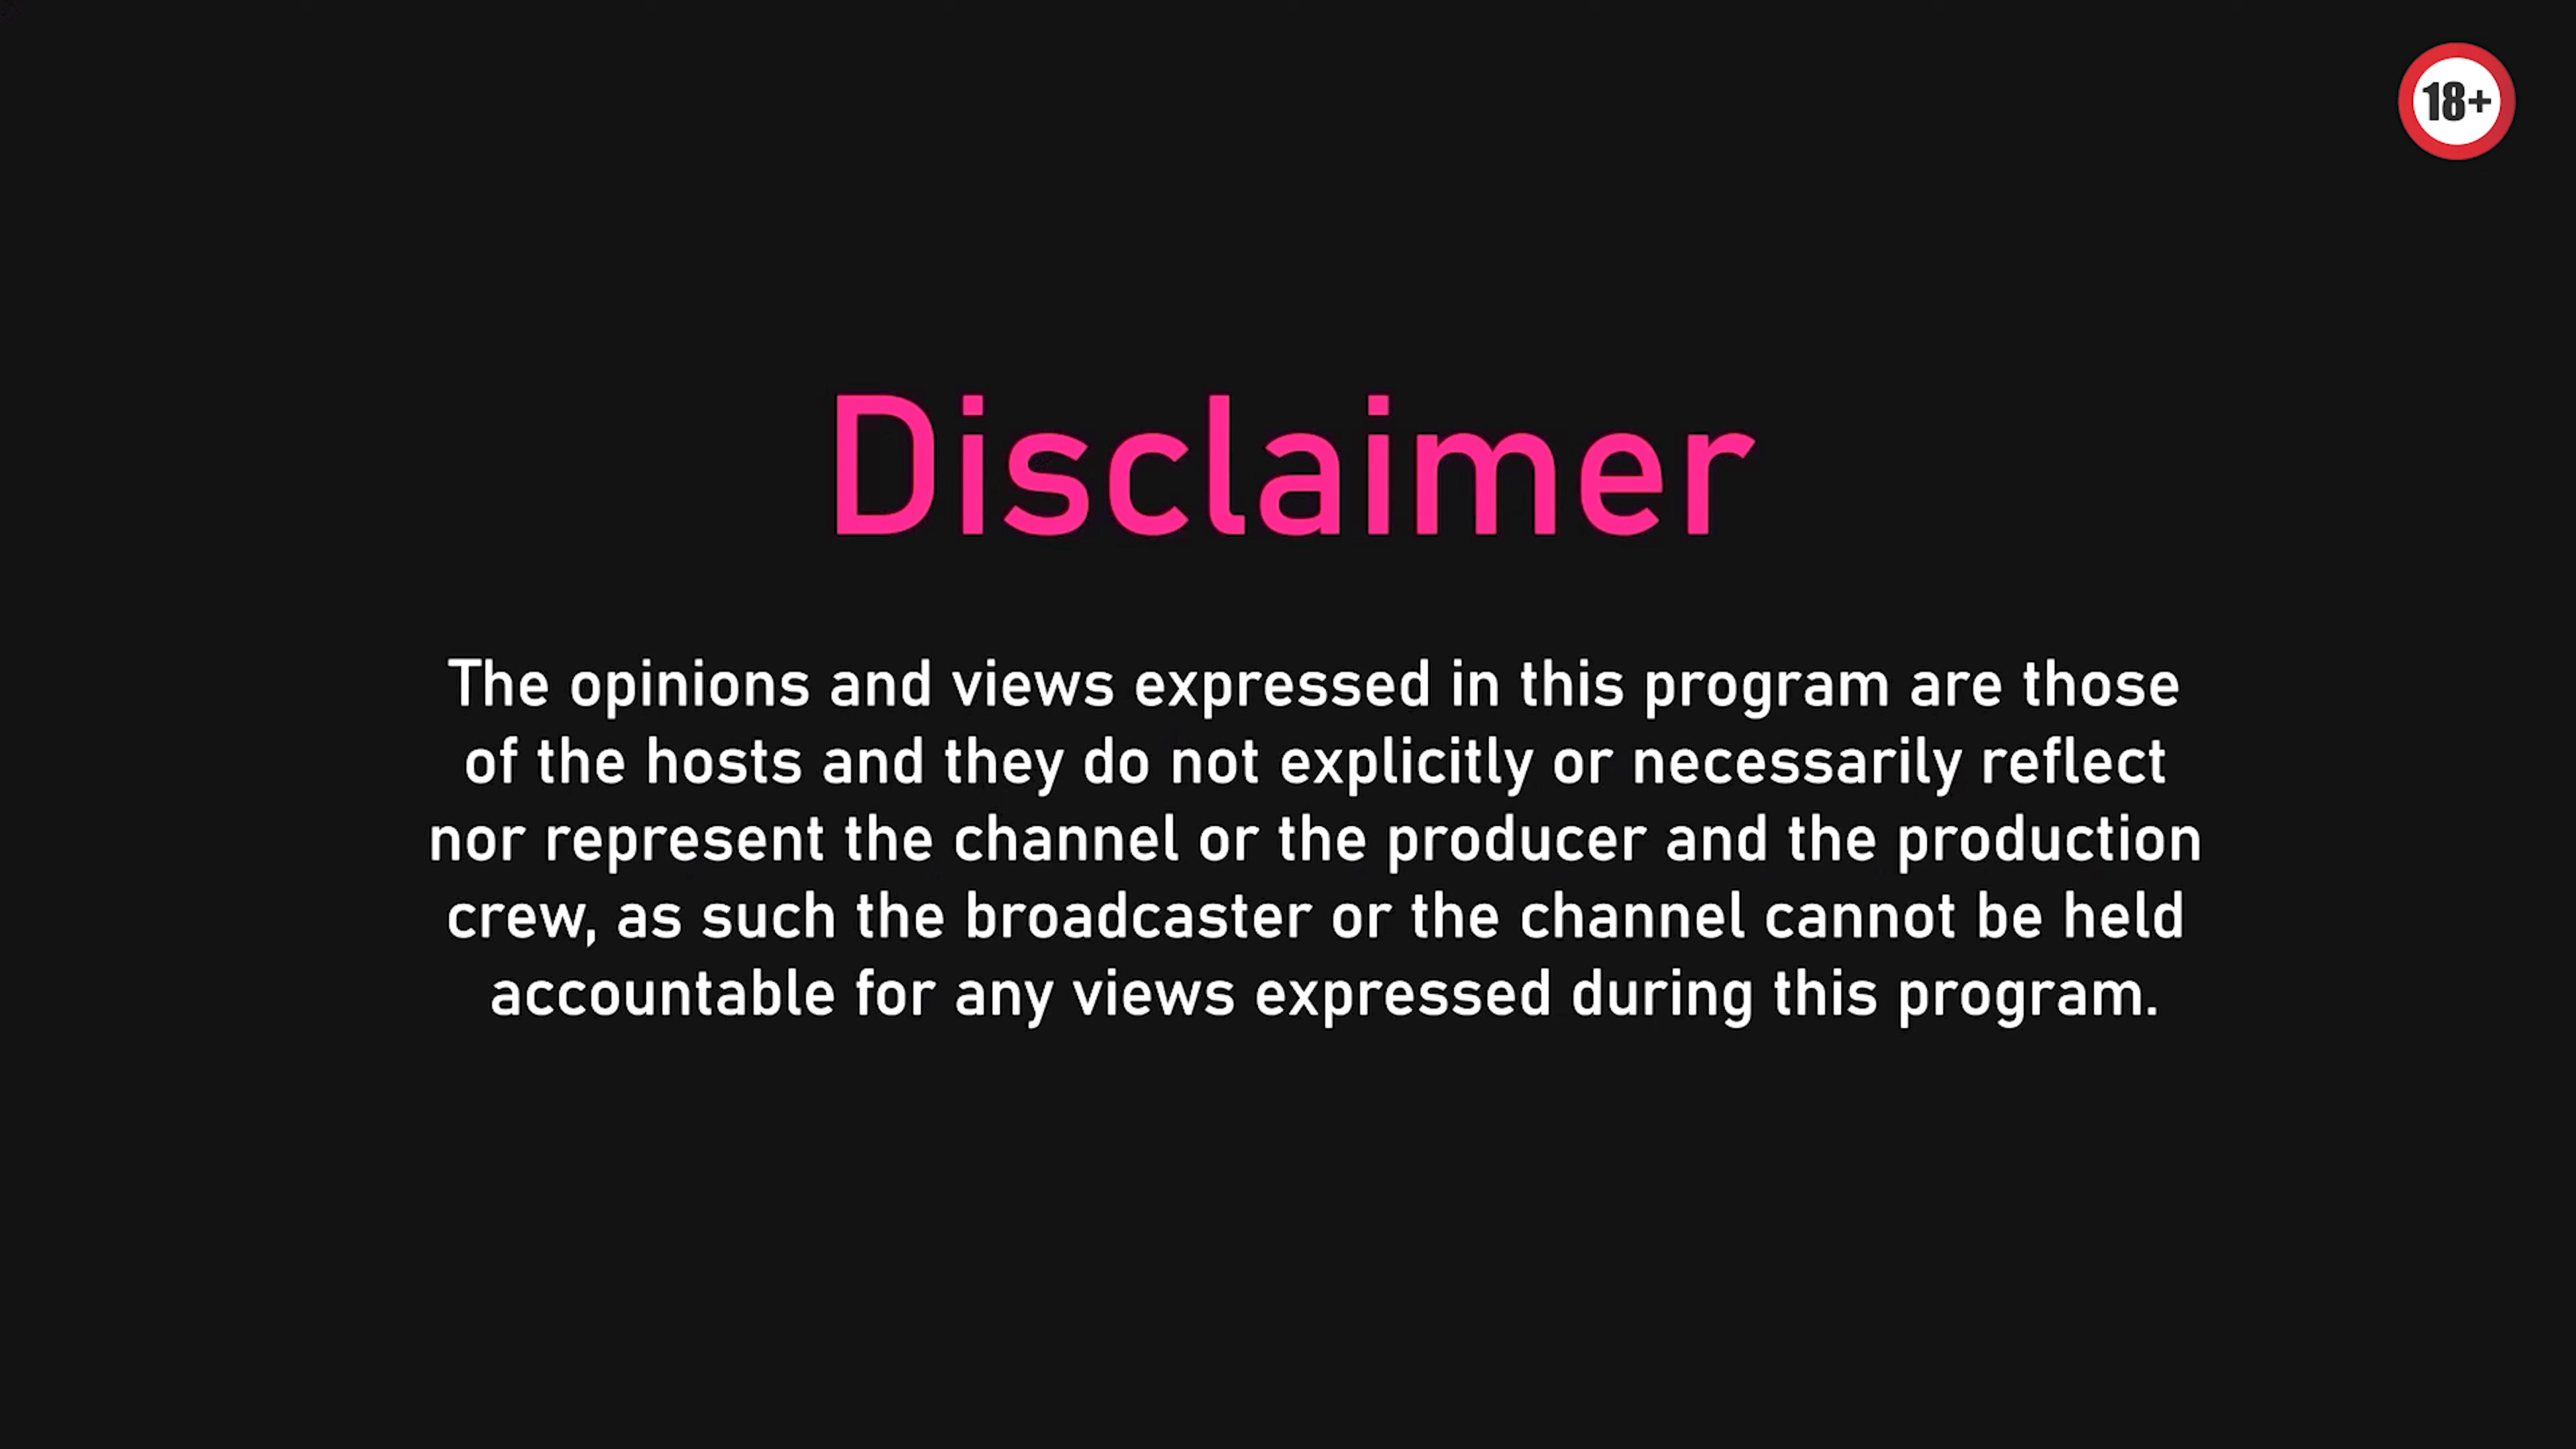 18+
Disclaimer
The opinions and views expressed in this program are those
of the hosts and they do not explicitly or necessarily reflect
nor represent the channel or the producer and the production
crew, as such the broadcaster or the channel cannot be held
accountable for any views expressed during this program.